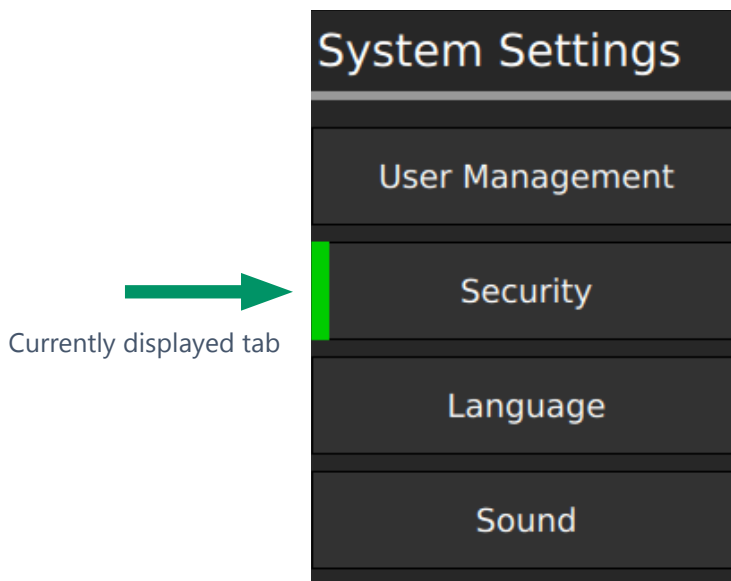 System Settings
User Management
Security
Currently displayed tab
Language
Sound